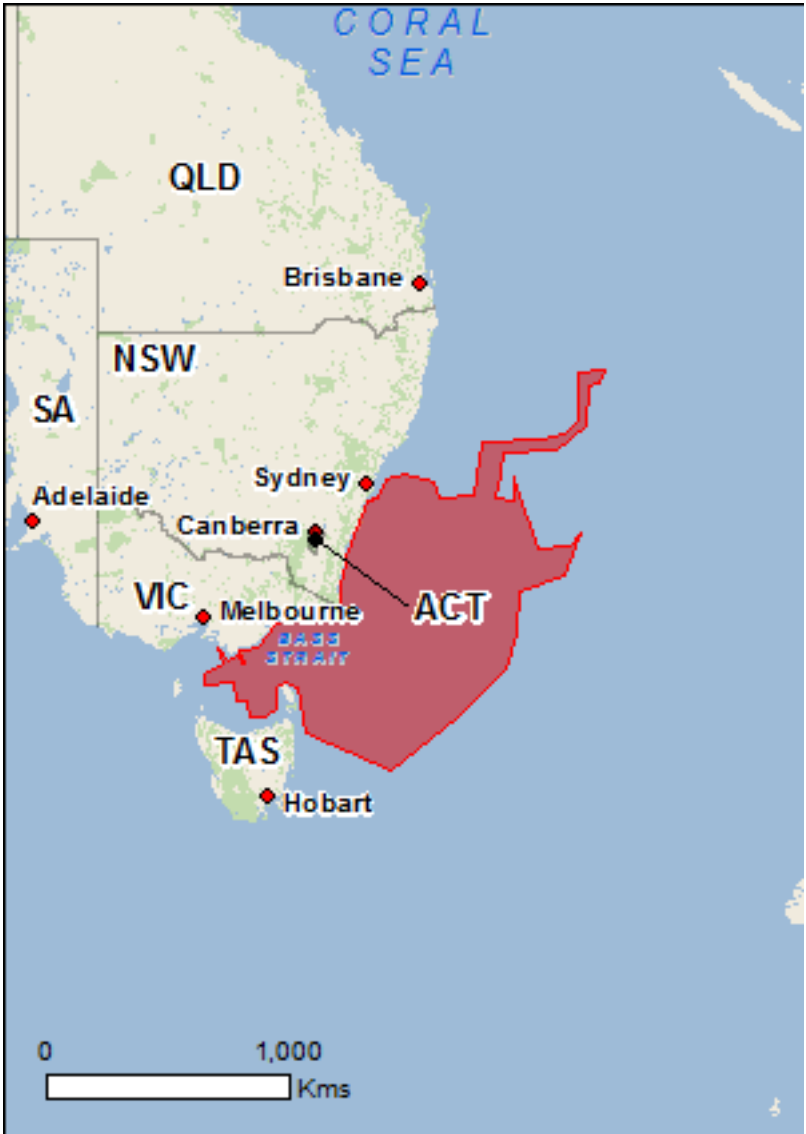 CORAL
SEA
QLD
Brisbane
NSW
SA
Sydney
Adelaide
Canberra
VIC
Melbourne
ACT
BASS
STRAIT
TAS
Hobart
0 1,000
Kms